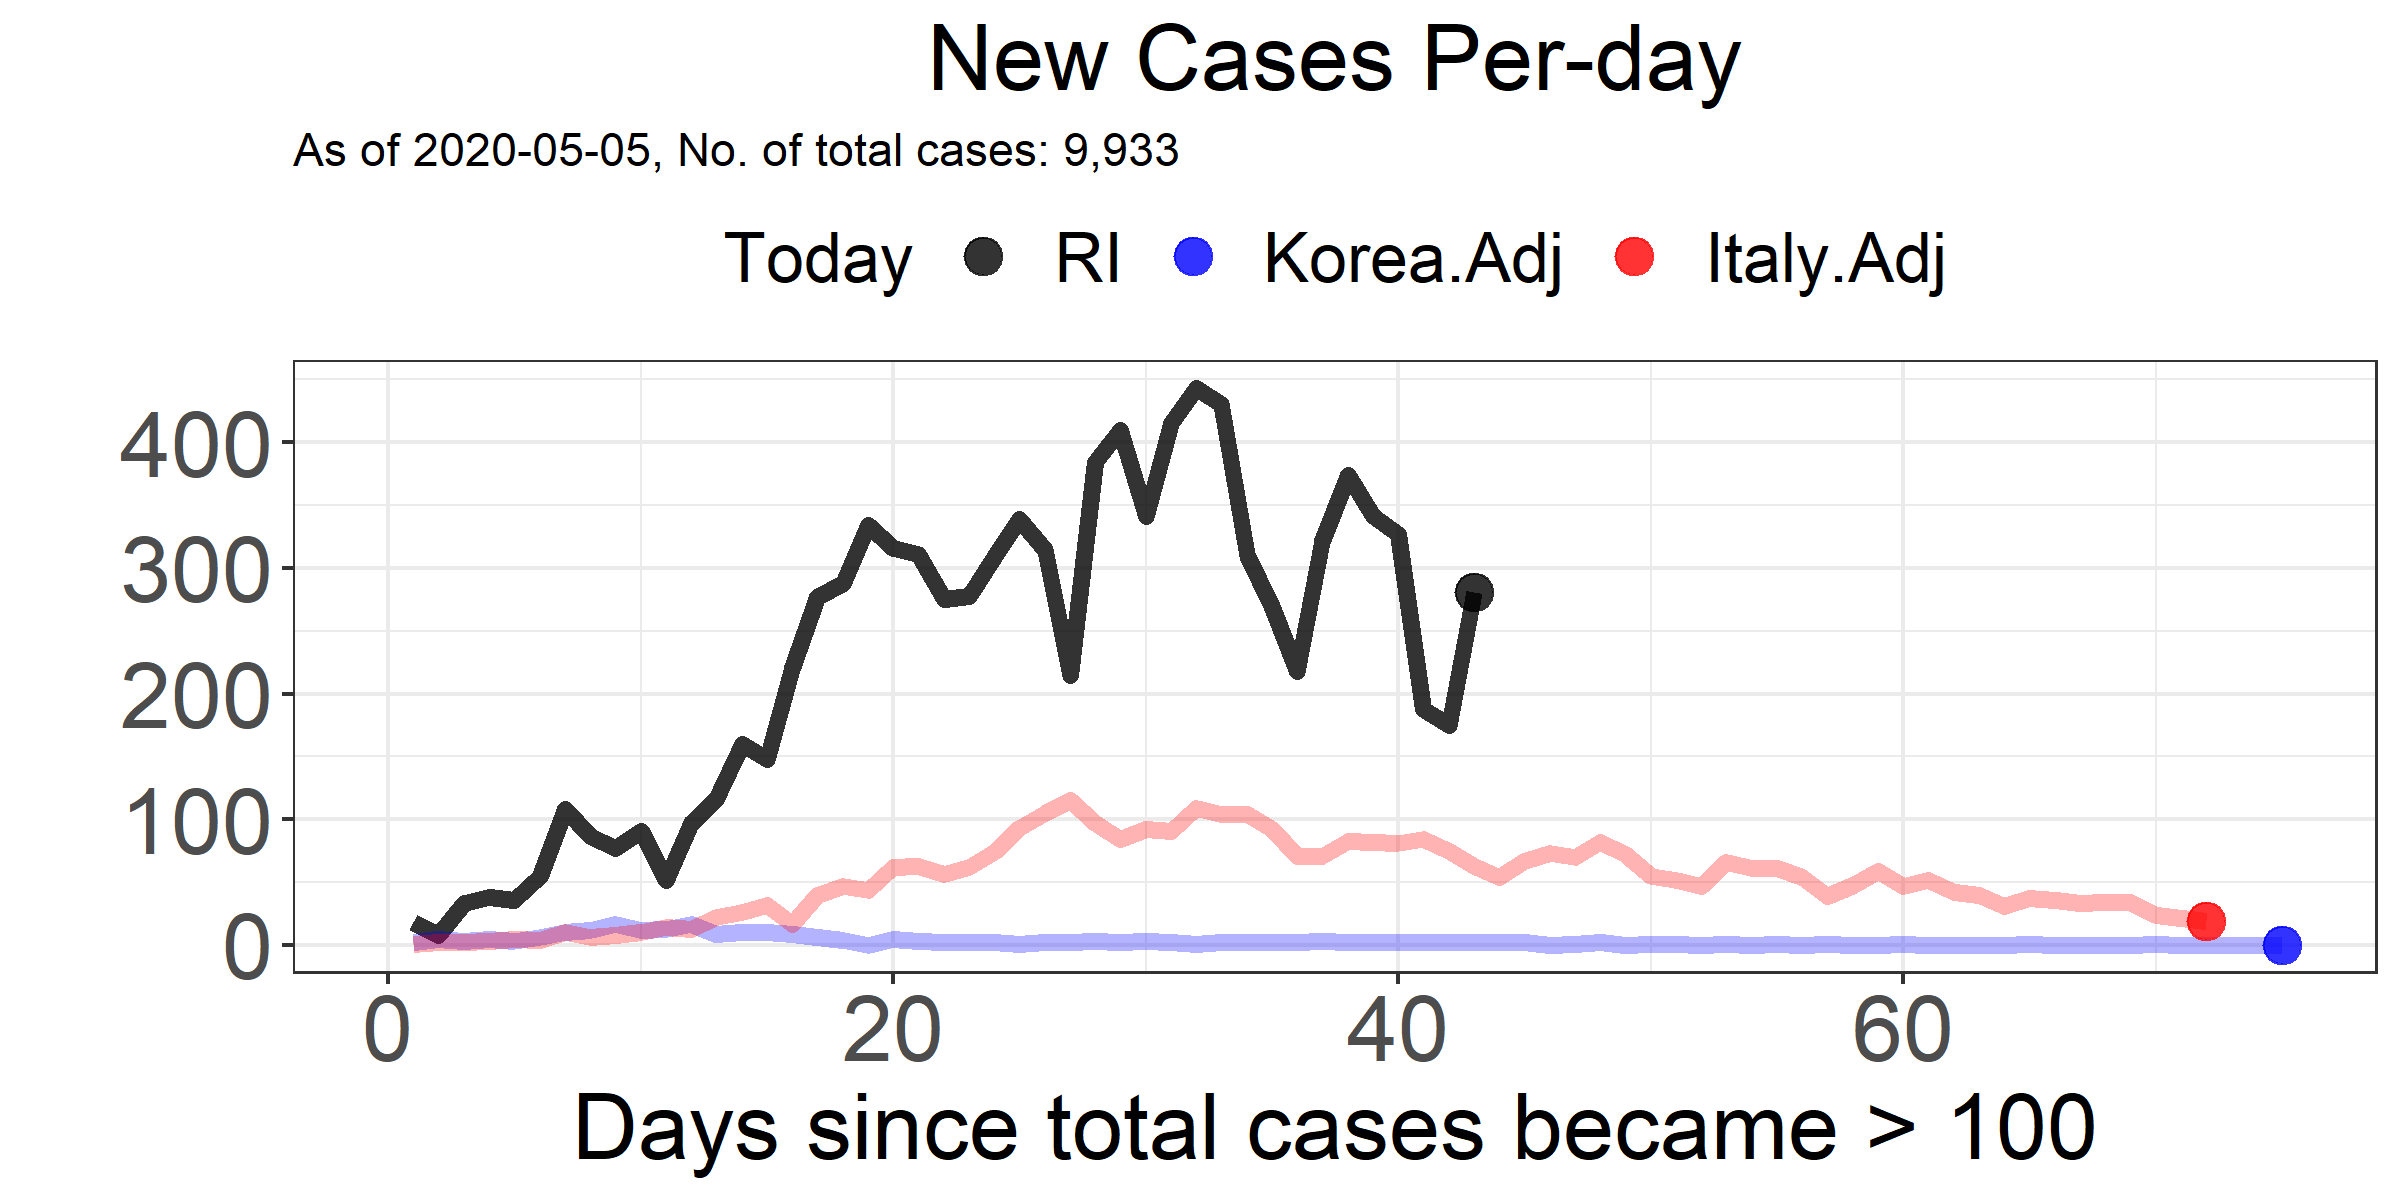 New Cases Per-day
As of 2020-05-05, No. of total cases: 9,933
Today RI Korea.Adj Italy.Adj
400
300
200
100
0
0 20 40 60
Days since total cases became > 100